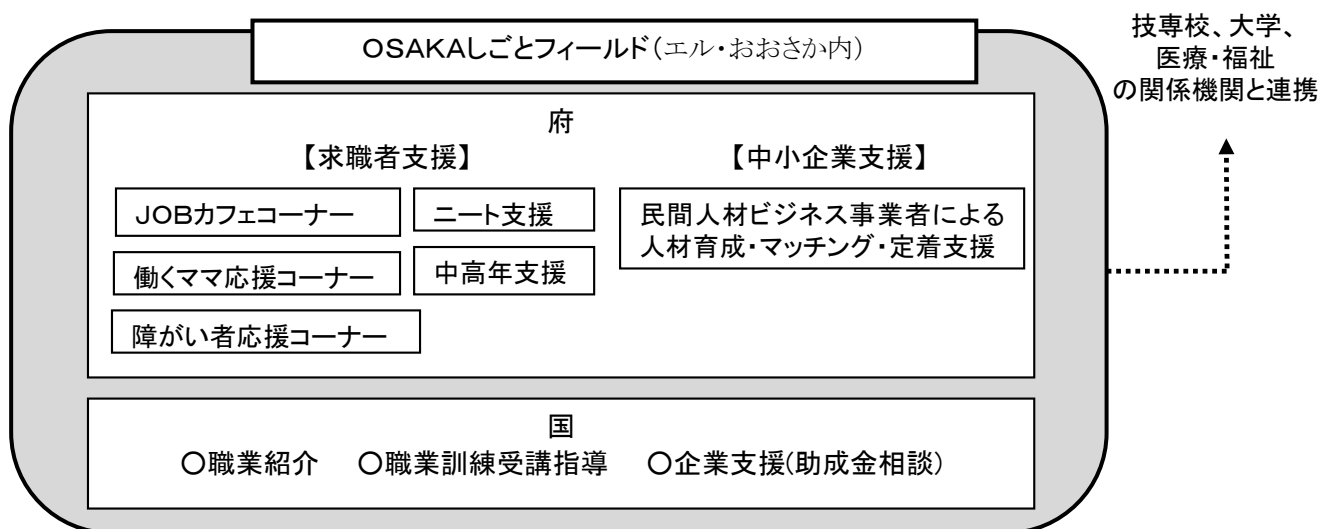 OSAKAしごとフィールド(エル・おおさか内)
技専校、大学、
医療・福祉
の関係機関と連携
府
【求職者支援】
【中小企業支援】
JOBカフェコーナー
ニート支援
働くママ応援コーナー
中高年支援
障がい者応援コーナー
民間人材ビジネス事業者による
人材育成・マッチング・定着支援
国
○職業紹介 ○職業訓練受講指導 ○企業支援(助成金相談)